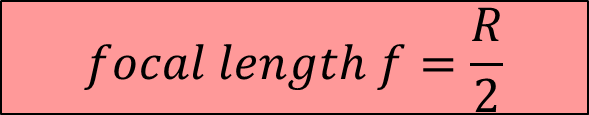 focal length f = R/2